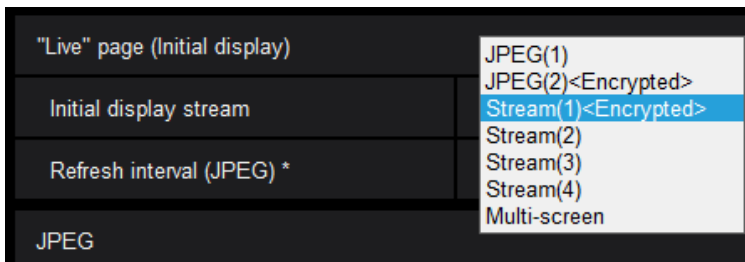 "Live" page (Initial display)
JPEG(1)
JPEG(2)<Encrypted>
Initial display stream
Stream(1)<Encrypted>
Stream(2)
Refresh interval (JPEG) *
Stream(3)
Stream(4)
Multi-screen
JPEG